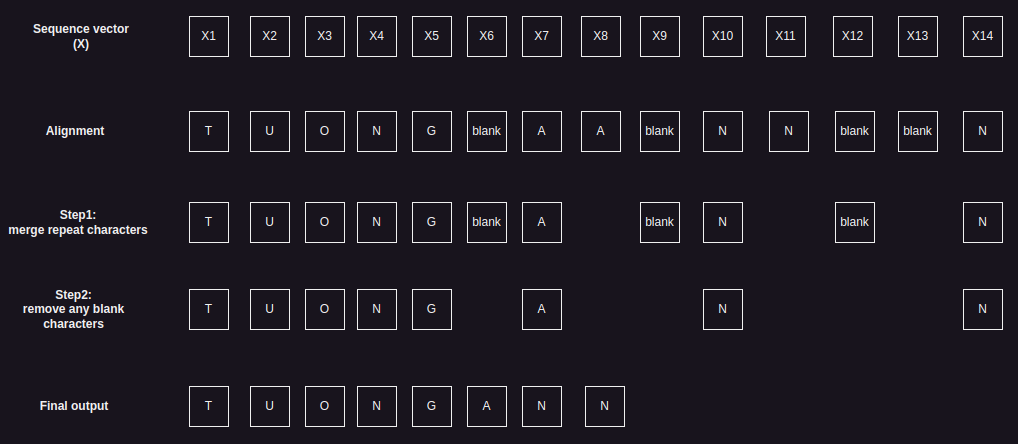 Sequence vector
(X)
X1 X2 X3 X4 X5 X6 X7 X8 X9 X10 X11 X12 X13 X14
Alignment
T U O N G blank A A blank N N blank blank N
Step1:
merge repeat characters
T U O N G blank A blank N blank N
Step2:
remove any blank
characters
T U O N G A N N
Final output
T U O N G A N N